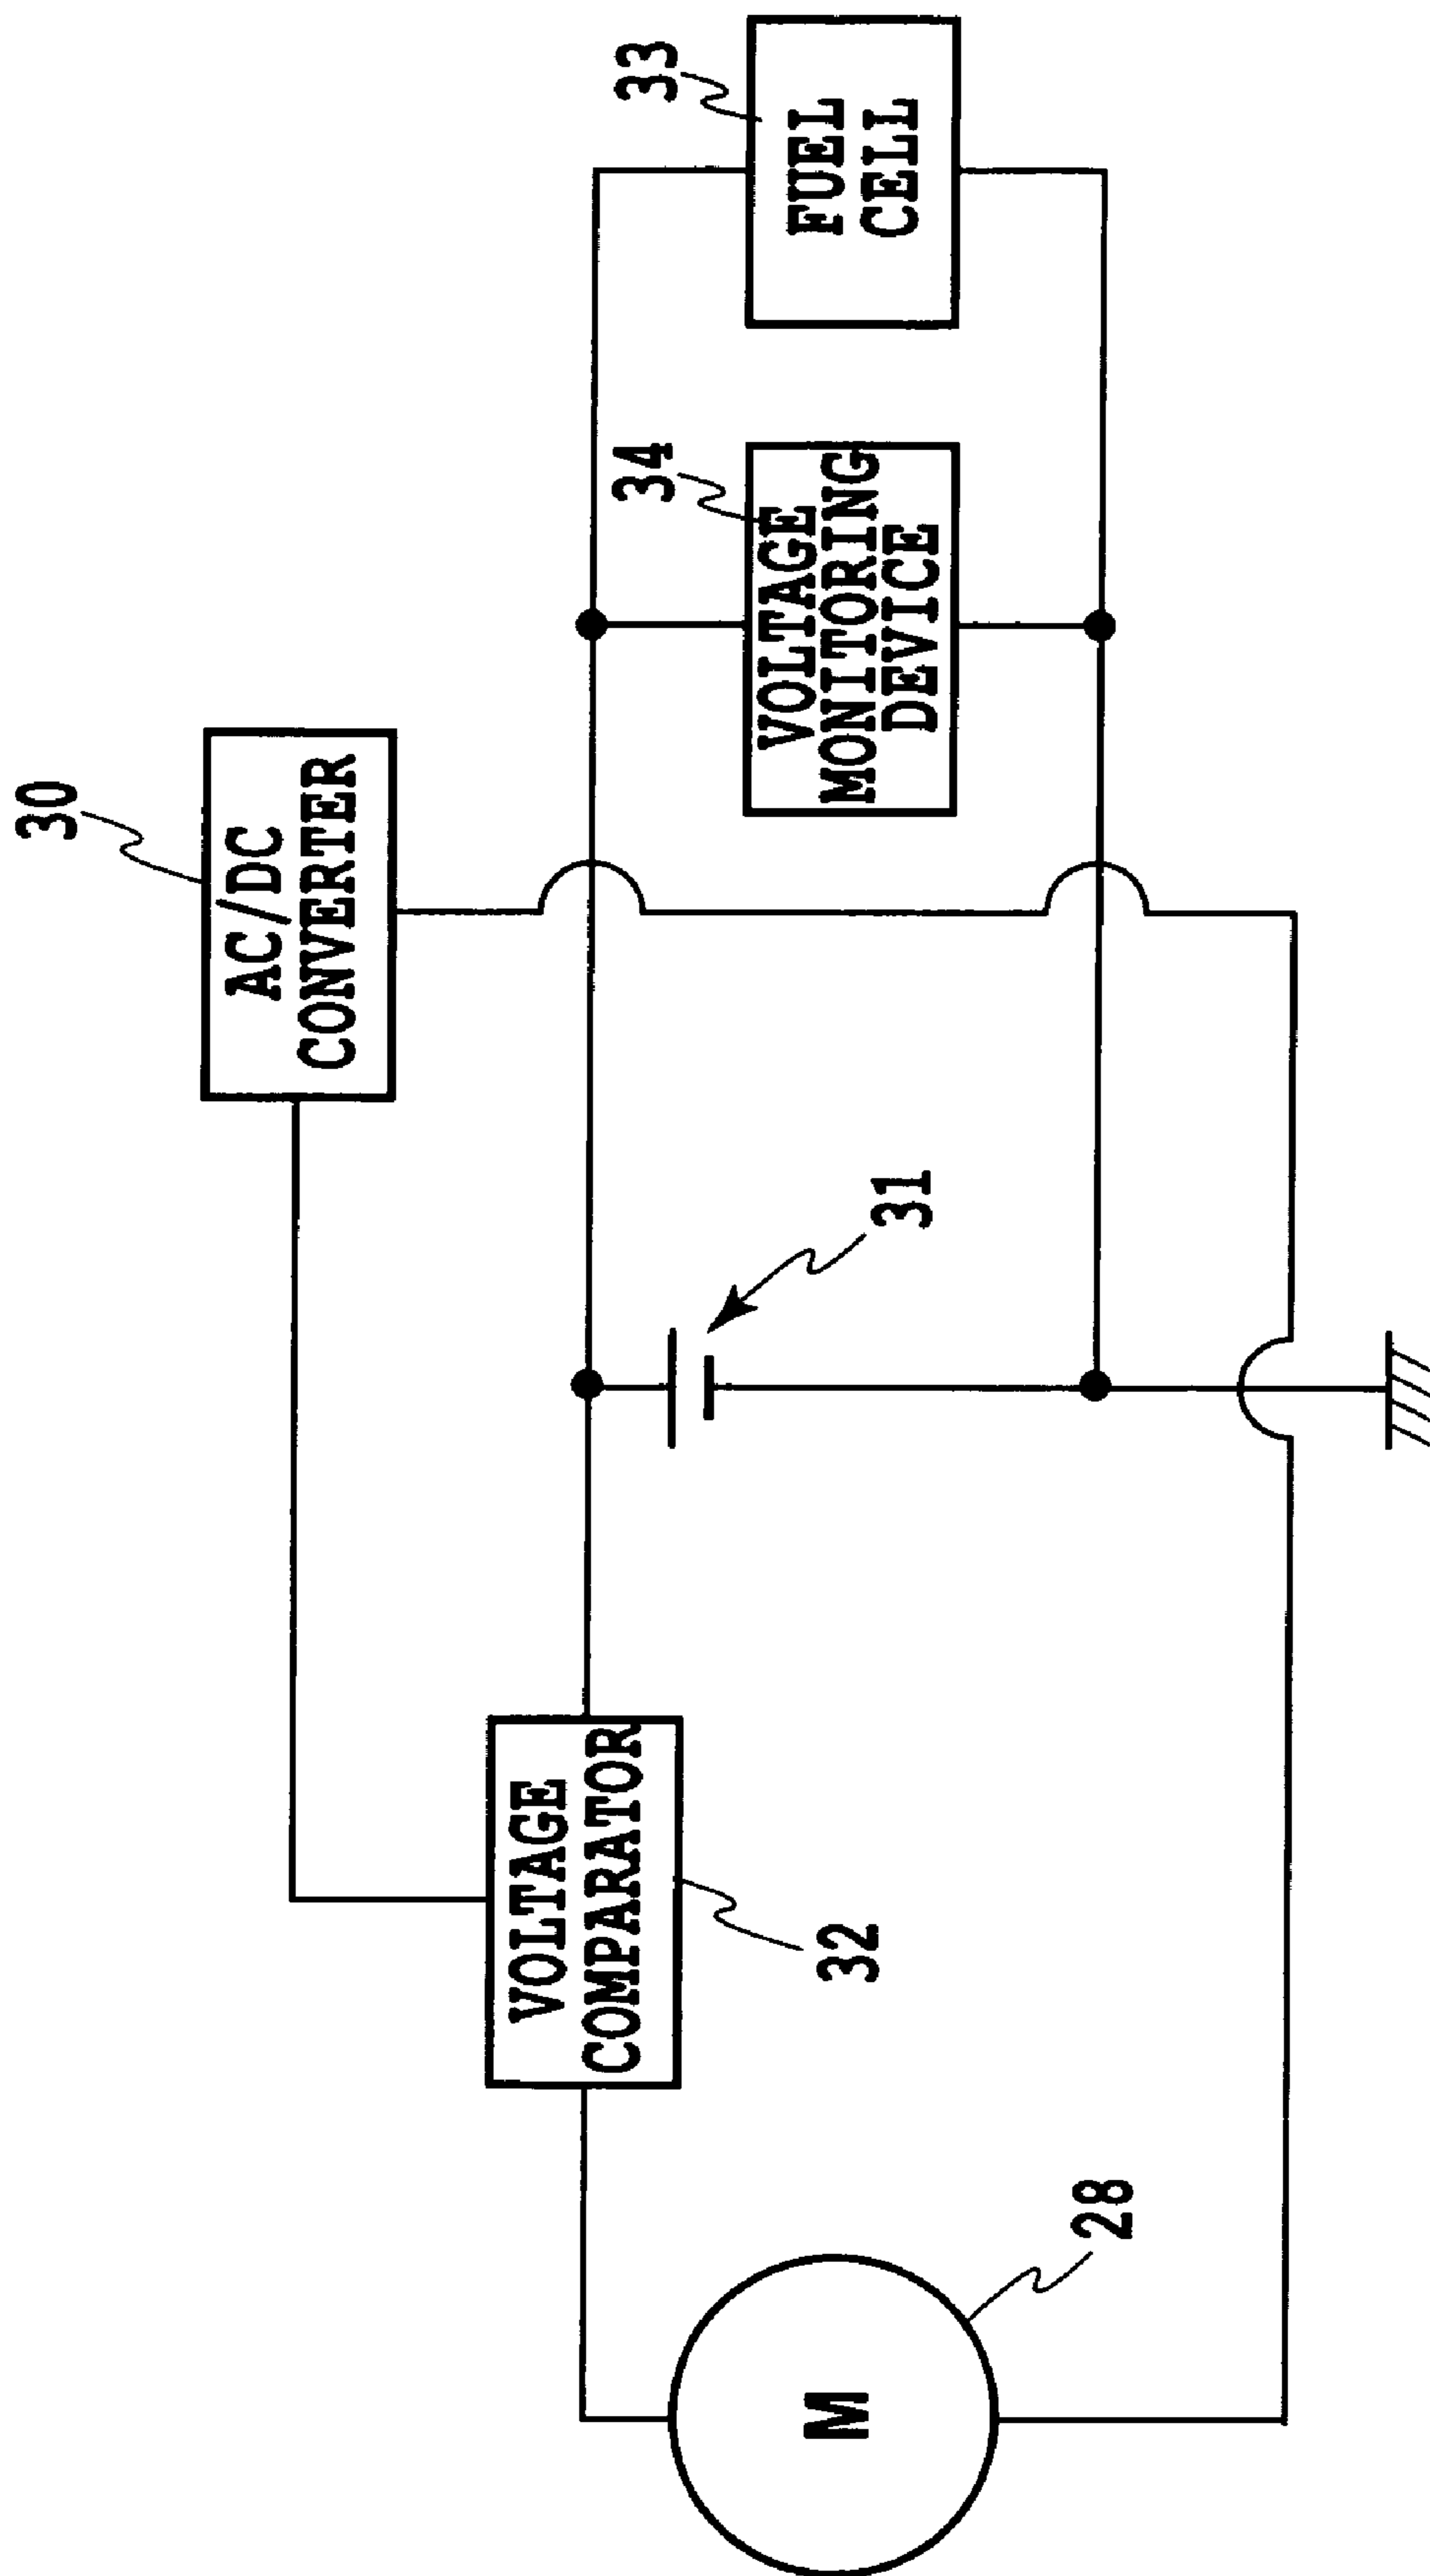 30
AC/DC
CONVERTER
VOLTAGE
COMPARATOR
32
31
34
VOLTAGE
MONITORING
DEVICE
33
FUEL
CELL
M
28